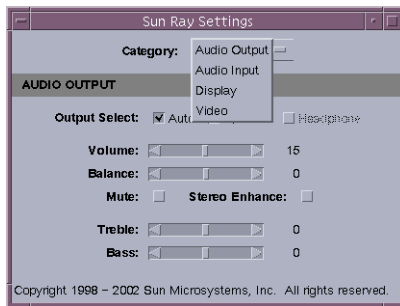 Sun Ray Settings
Category: Audio Output
Audio Input
Display
Video
AUDIO OUTPUT
Output Select: Headphone
Volume: 15
Balance: 0
Mute: Stereo Enhance:
Treble: 0
Bass: 0
Copyright 1998 - 2002 Sun Microsystems, Inc. All rights reserved.